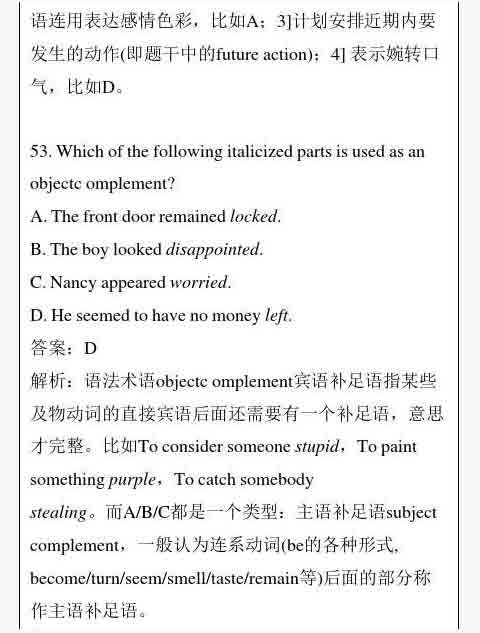 语连用表达感情色彩，比如A；3]计划安排近期内要
发生的动作(即题干中的future action)；4] 表示婉转口
气，比如D。
53. Which of the following italicized parts is used as an
objectc omplement?
A. The front door remained locked.
B. The boy looked disappointed.
C. Nancy appeared worried.
D. He seemed to have no money left.
答案：D
解析：语法术语objectc omplement宾语补足语指某些
及物动词的直接宾语后面还需要有一个补足语，意思
才完整。比如To consider someone stupid，To paint
something purple，To catch somebody
stealing。而A/B/C都是一个类型：主语补足语subject
complement，一般认为连系动词(be的各种形式,
become/turn/seem/smell/taste/remain等)后面的部分称
作主语补足语。